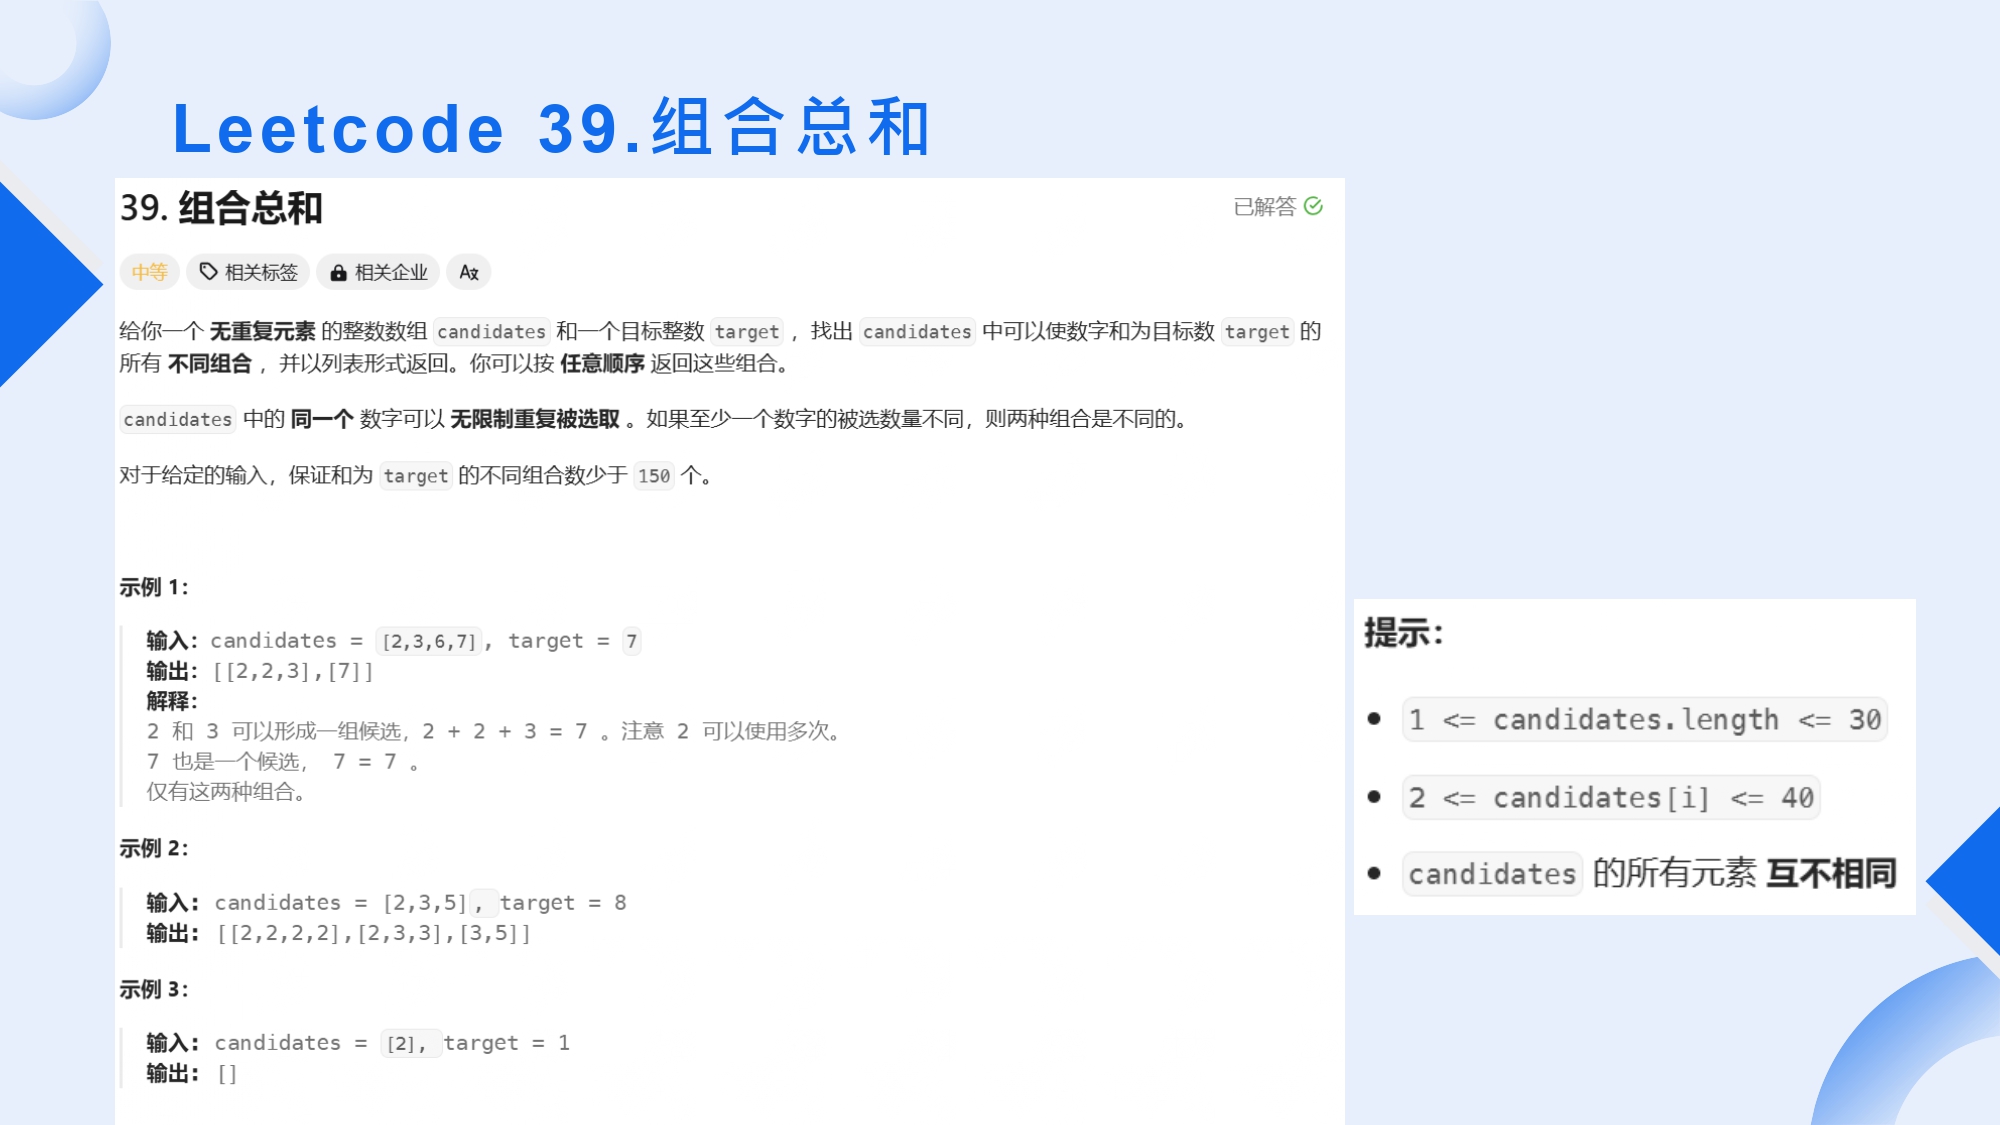 Leetcode 39.组合总和
39. 组合总和
已解答
中等 相关标签 相关企业 A文
给你一个 无重复元素 的整数数组 candidates 和一个目标整数 target ，找出 candidates 中可以使数字和为目标数 target 的
所有 不同组合 ，并以列表形式返回。你可以按 任意顺序 返回这些组合。
candidates 中的 同一个 数字可以 无限制重复被选取 。如果至少一个数字的被选数量不同，则两种组合是不同的。
对于给定的输入，保证和为 target 的不同组合数少于 150 个。
示例 1：
输入：candidates = [2,3,6,7], target = 7
输出：[[2,2,3],[7]]
解释：
2 和 3 可以形成一组候选，2 + 2 + 3 = 7 。注意 2 可以使用多次。
7 也是一个候选， 7 = 7 。
仅有这两种组合。
示例 2：
输入：candidates = [2,3,5], target = 8
输出：[[2,2,2,2],[2,3,3],[3,5]]
示例 3：
输入：candidates = [2], target = 1
输出：[]
提示：
1 <= candidates.length <= 30
2 <= candidates[i] <= 40
candidates 的所有元素 互不相同